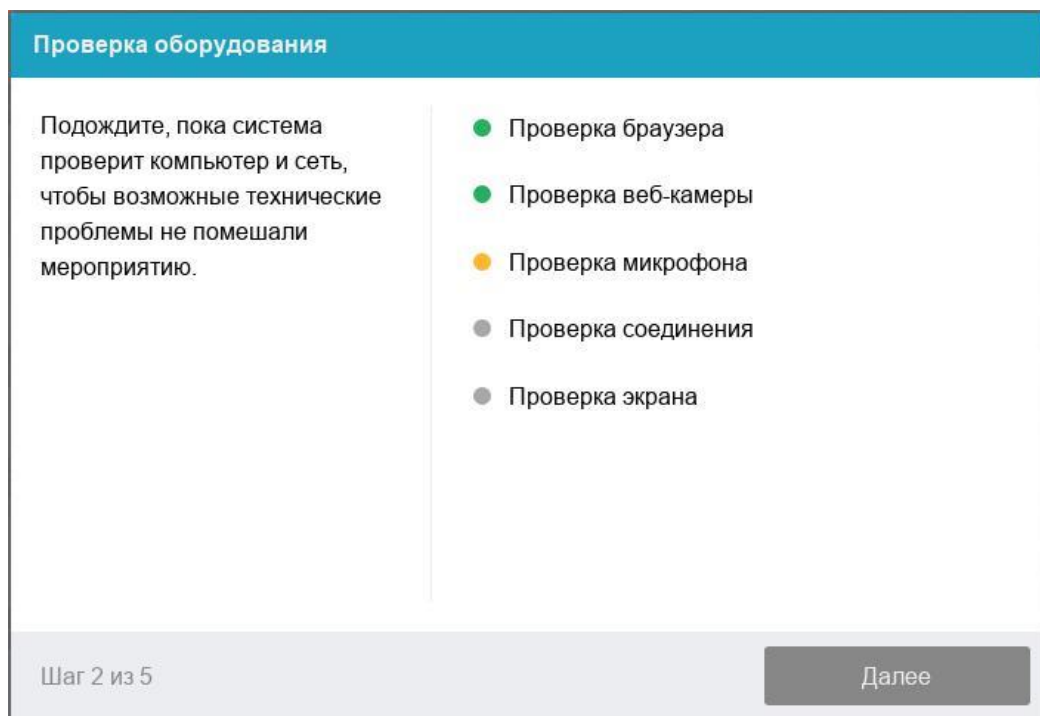 Проверка оборудования
Подождите, пока система
проверит компьютер и сеть,
чтобы возможные технические
проблемы не помешали
мероприятию.
Проверка браузера
Проверка веб-камеры
Проверка микрофона
Проверка соединения
Проверка экрана
Шаг 2 из 5
Далее